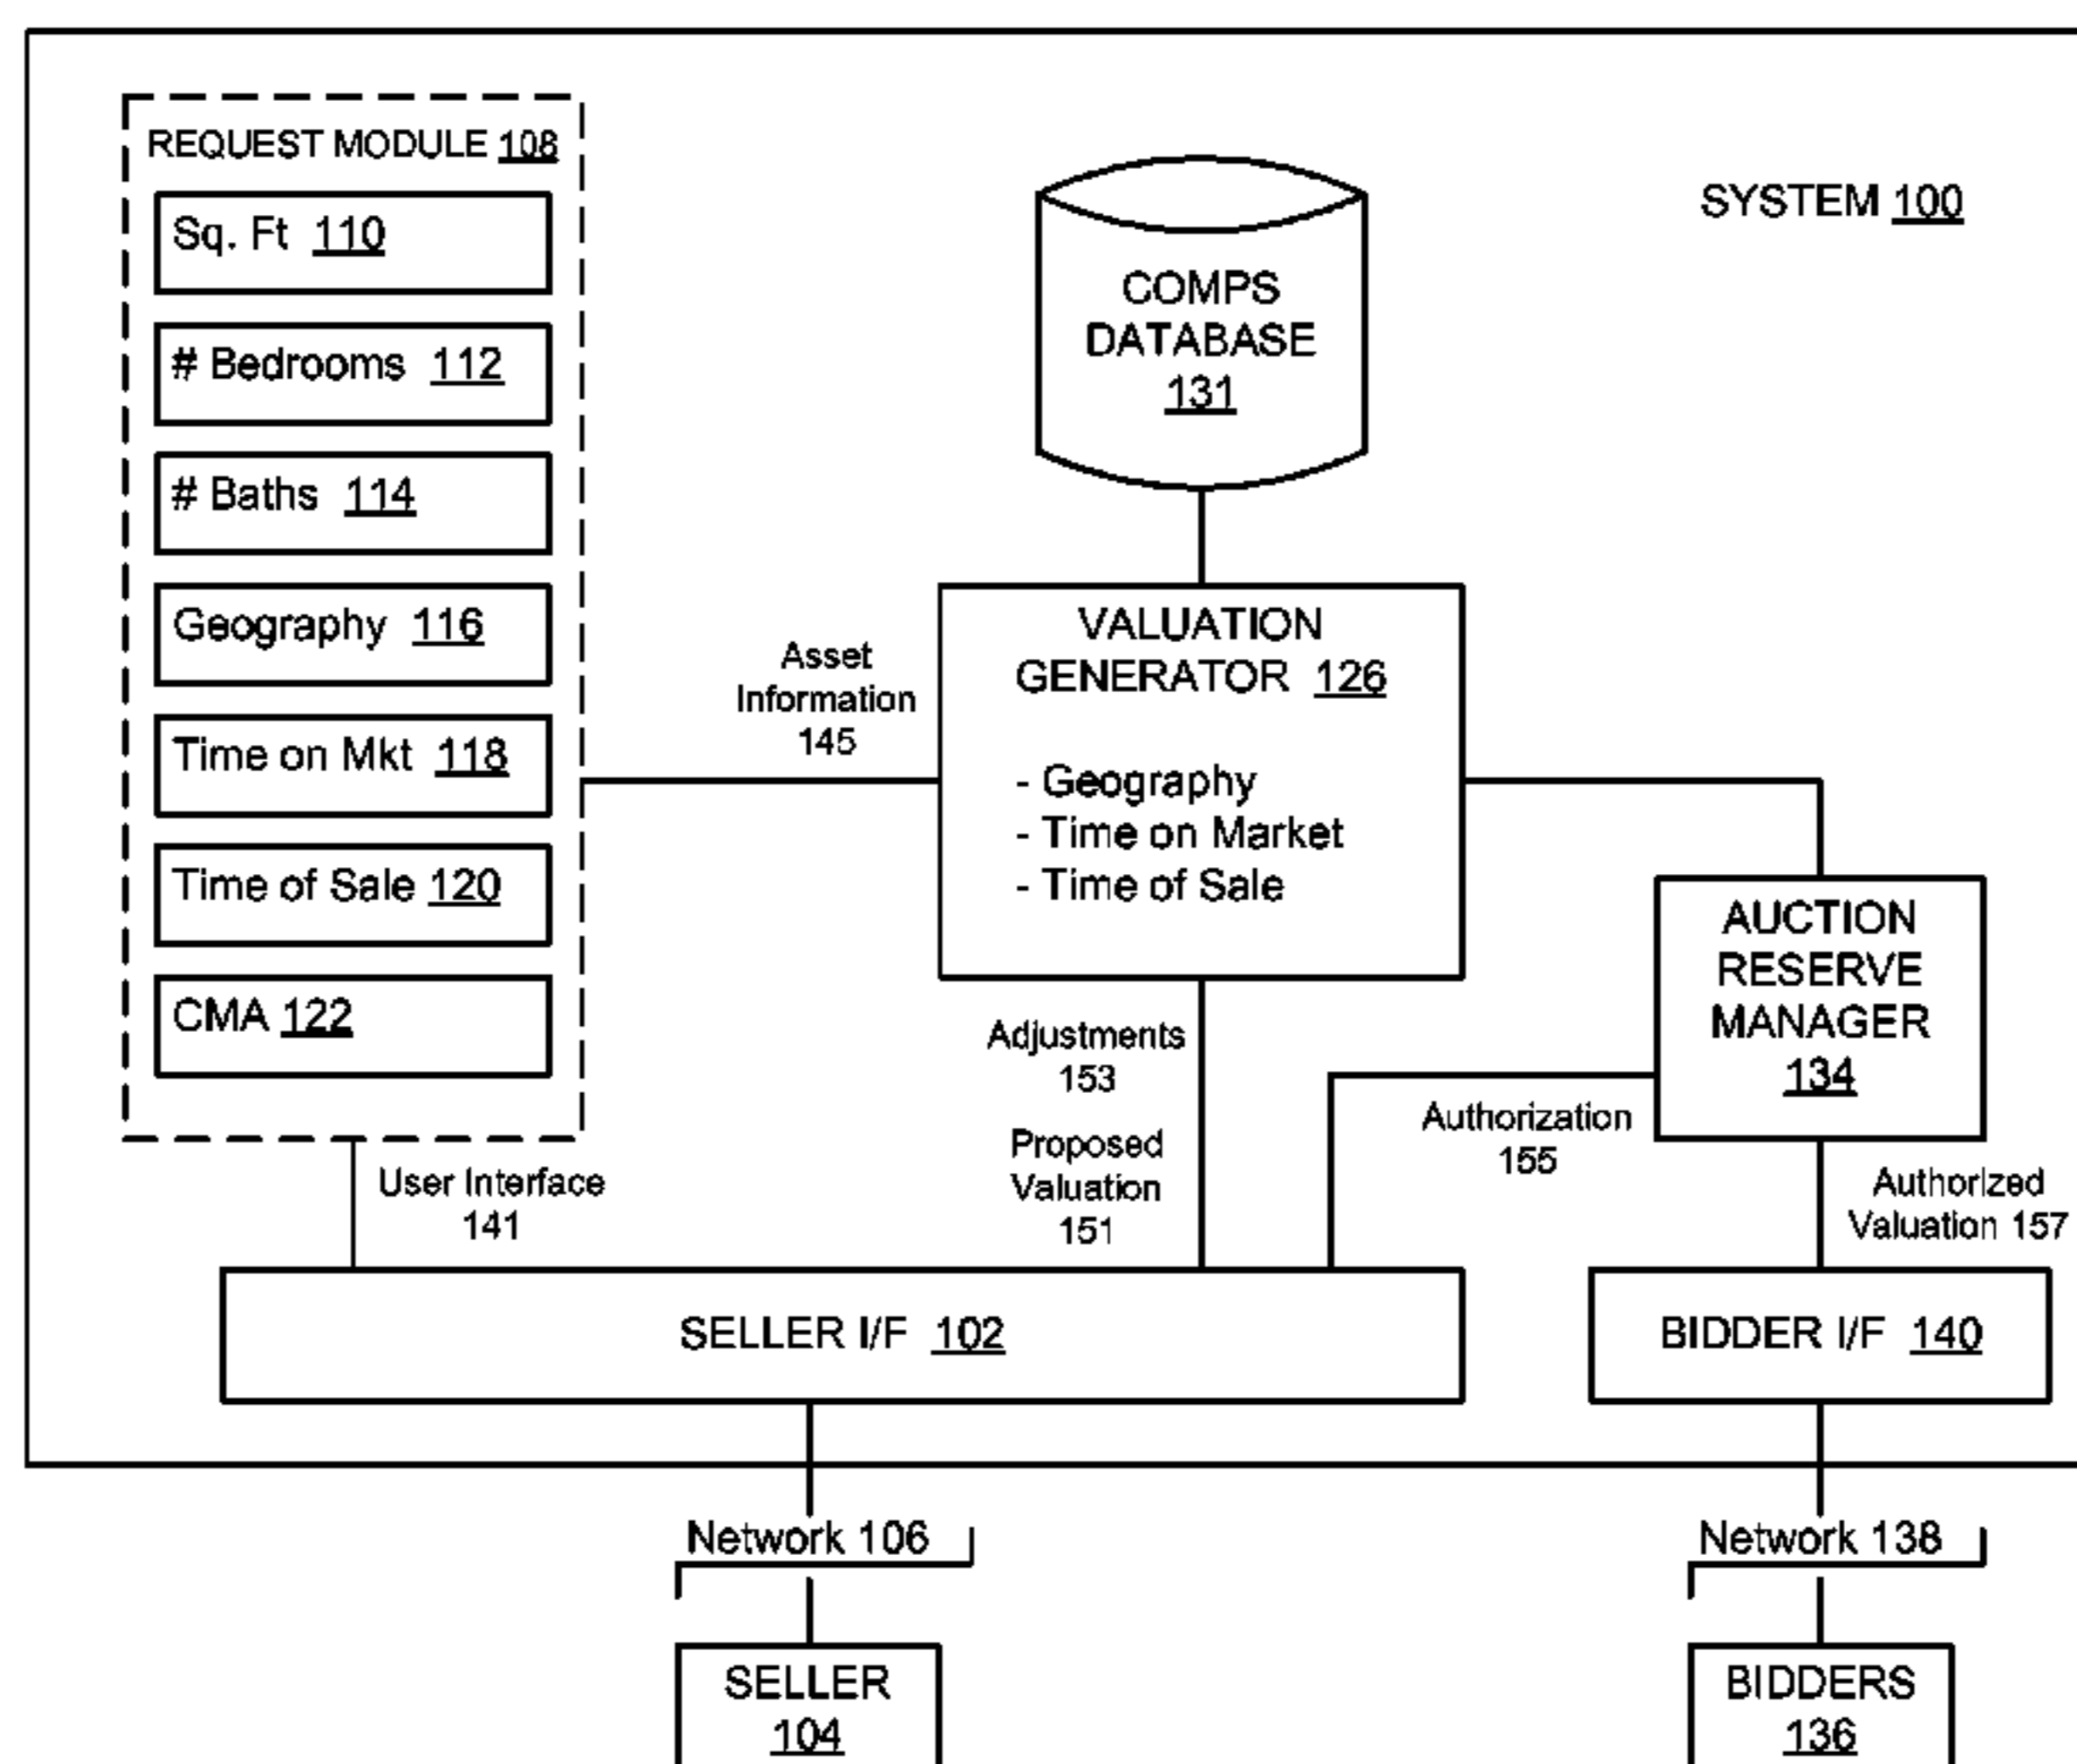 REQUEST MODULE 108
Sq. Ft 110
# Bedrooms 112
# Baths 114
Geography 116
Time on Mkt 118
Time of Sale 120
CMA 122
COMPS
DATABASE
131
SYSTEM 100
Asset
Information
145
VALUATION
GENERATOR 126
- Geography
- Time on Market
- Time of Sale
AUCTION
RESERVE
MANAGER
134
Adjustments
153
Proposed
Valuation
151
Authorization
155
User Interface
141
Authorized
Valuation 157
SELLER I/F 102
BIDDER I/F 140
Network 106
Network 138
SELLER
104
BIDDERS
136